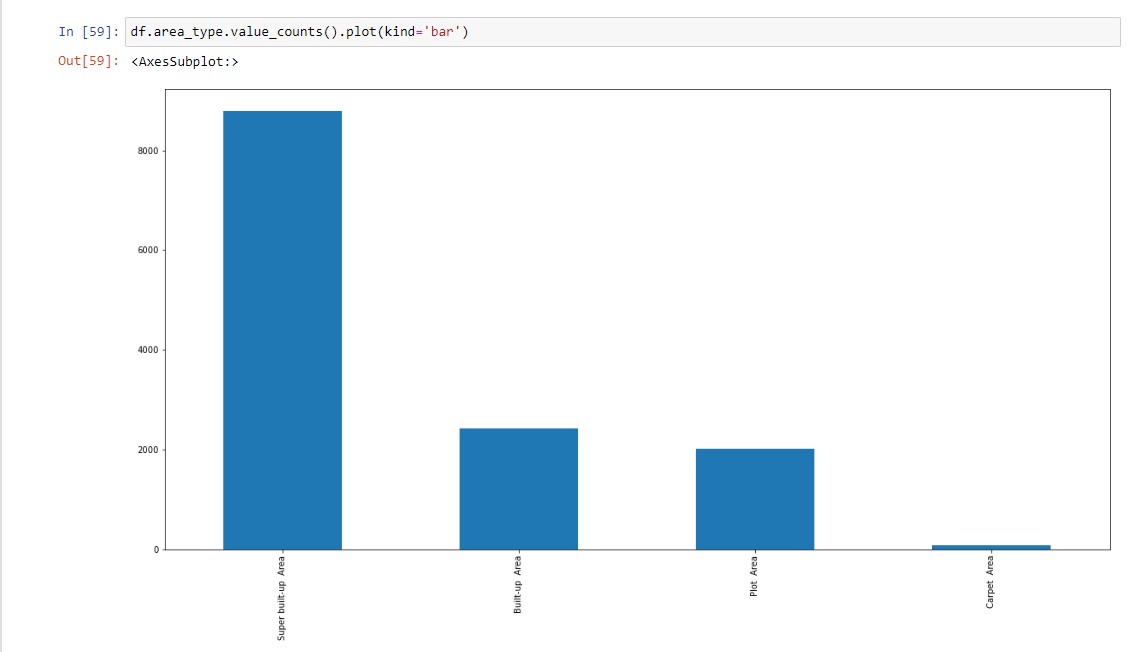 In [59]: df.area_type.value_counts().plot(kind='bar')
Out[59]: <AxesSubplot:>
8000
6000
4000
2000
0
Super built-up  Area
Built-up  Area
Plot  Area
Carpet  Area